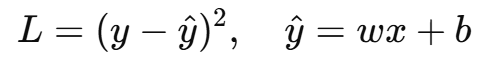 L = (y − ŷ)², ŷ = wx + b